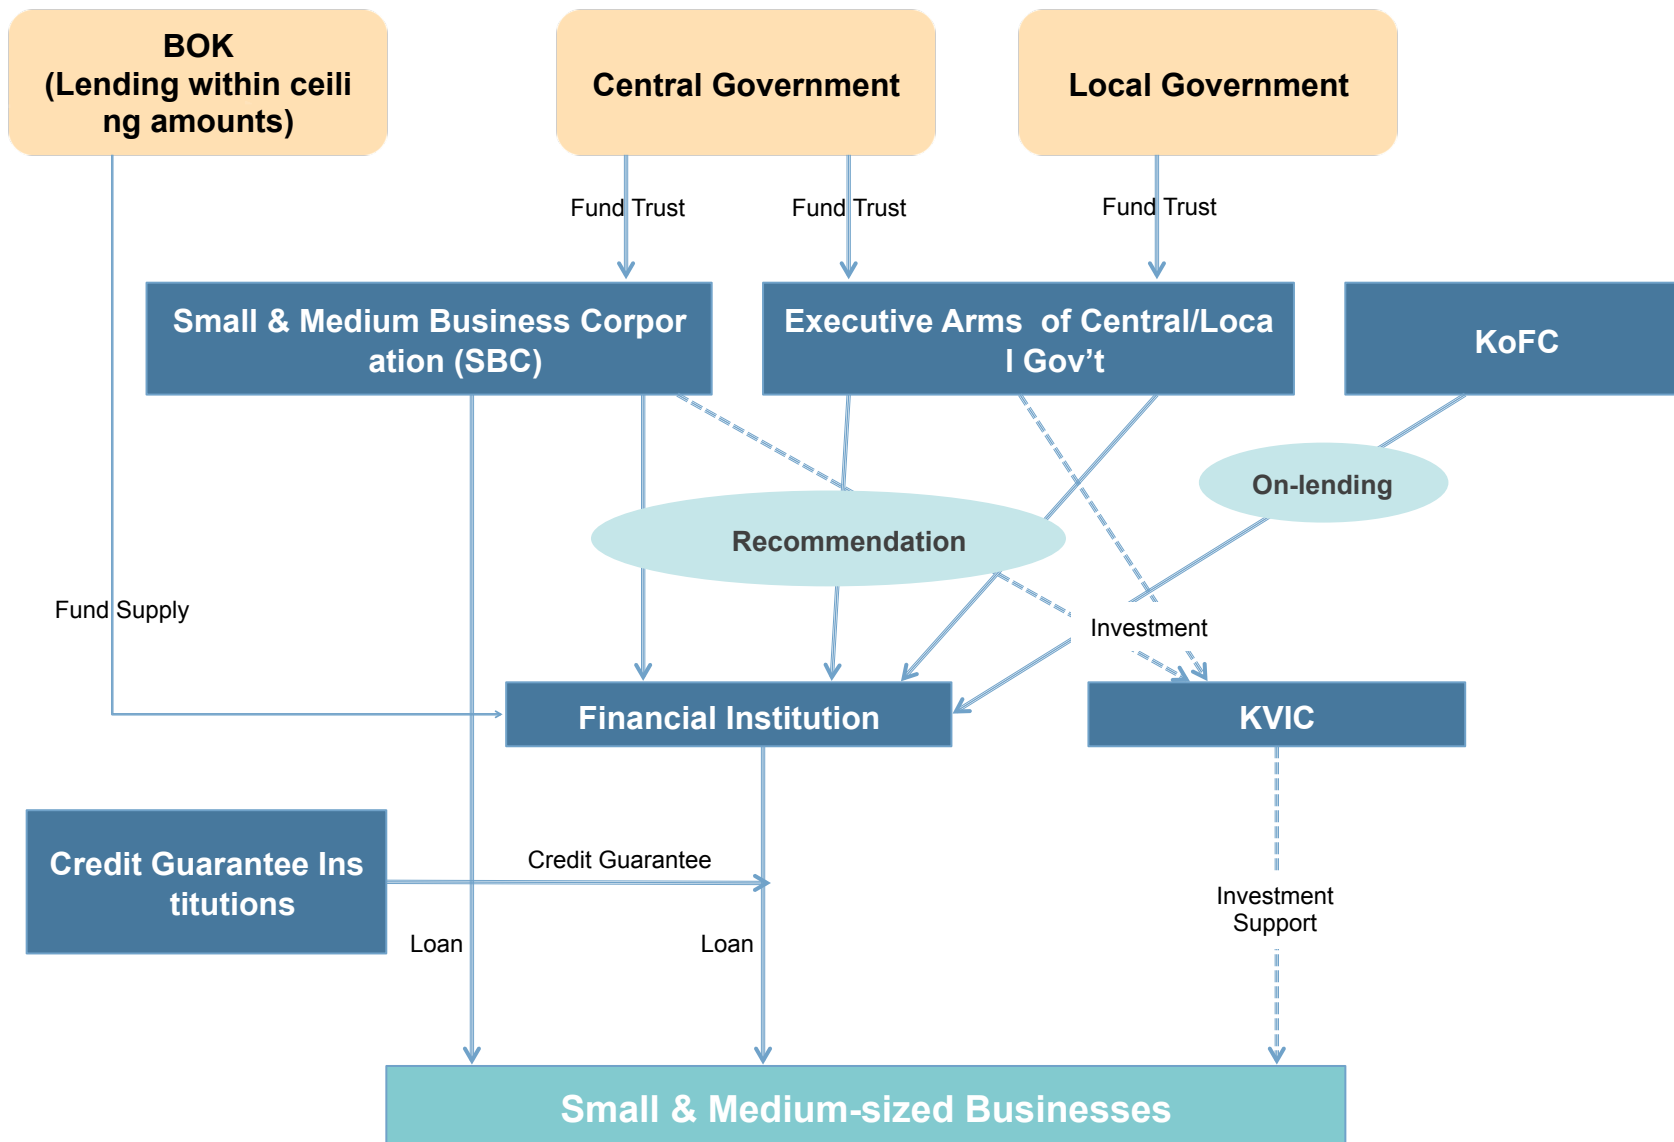 BOK
(Lending within ceili
ng amounts)
Central Government
Local Government
Fund Trust
Fund Trust
Fund Trust
Small & Medium Business Corpor
ation (SBC)
Executive Arms  of Central/Loca
l Gov’t
KoFC
On-lending
Recommendation
Fund Supply
Investment
Financial Institution
KVIC
Credit Guarantee Ins
titutions
Credit Guarantee
Investment
Support
Loan
Loan
Small & Medium-sized Businesses